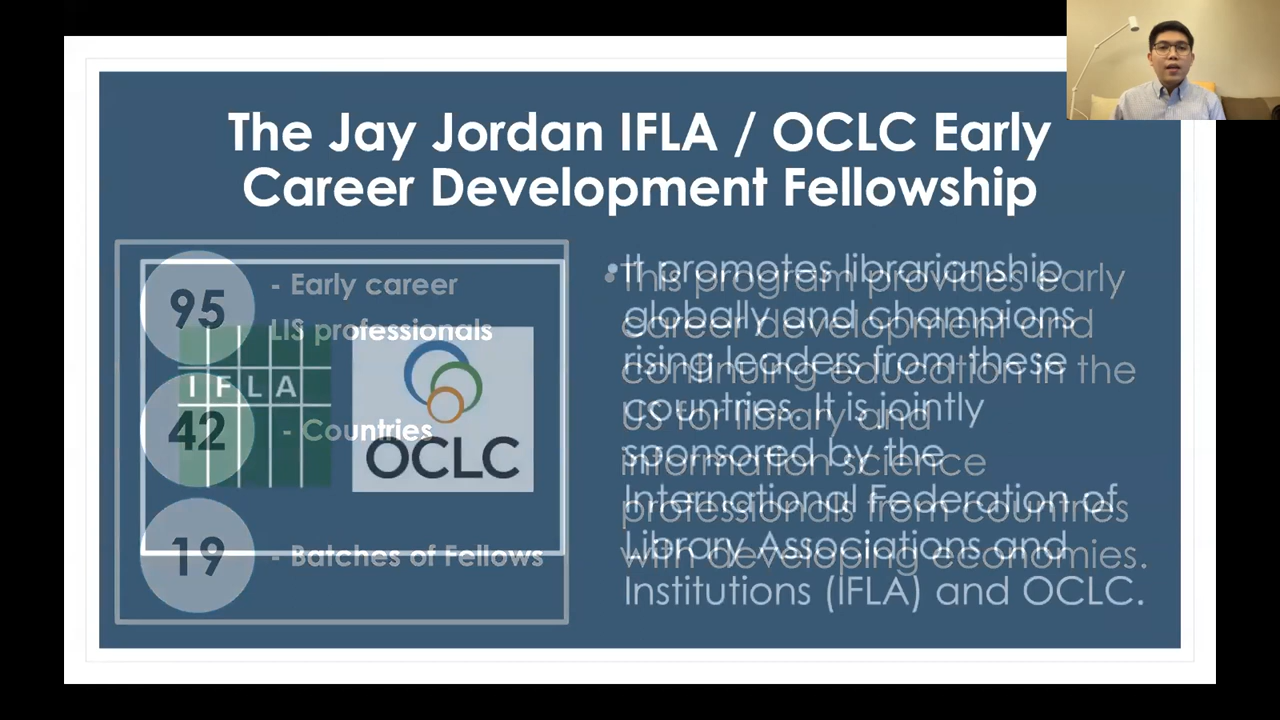 The Jay Jordan IFLA / OCLC Early
Career Development Fellowship
95
- Early career
LIS professionals
42
- Countries
19
- Batches of Fellows
IFLA
OCLC
• It promotes librarianship
globally and champions
rising leaders from these
countries. It is jointly
sponsored by the
International Federation of
Library Associations and
Institutions (IFLA) and OCLC.
• This program provides early
career development and
continuing education in the
US for library and
information science
professionals from countries
with developing economies.